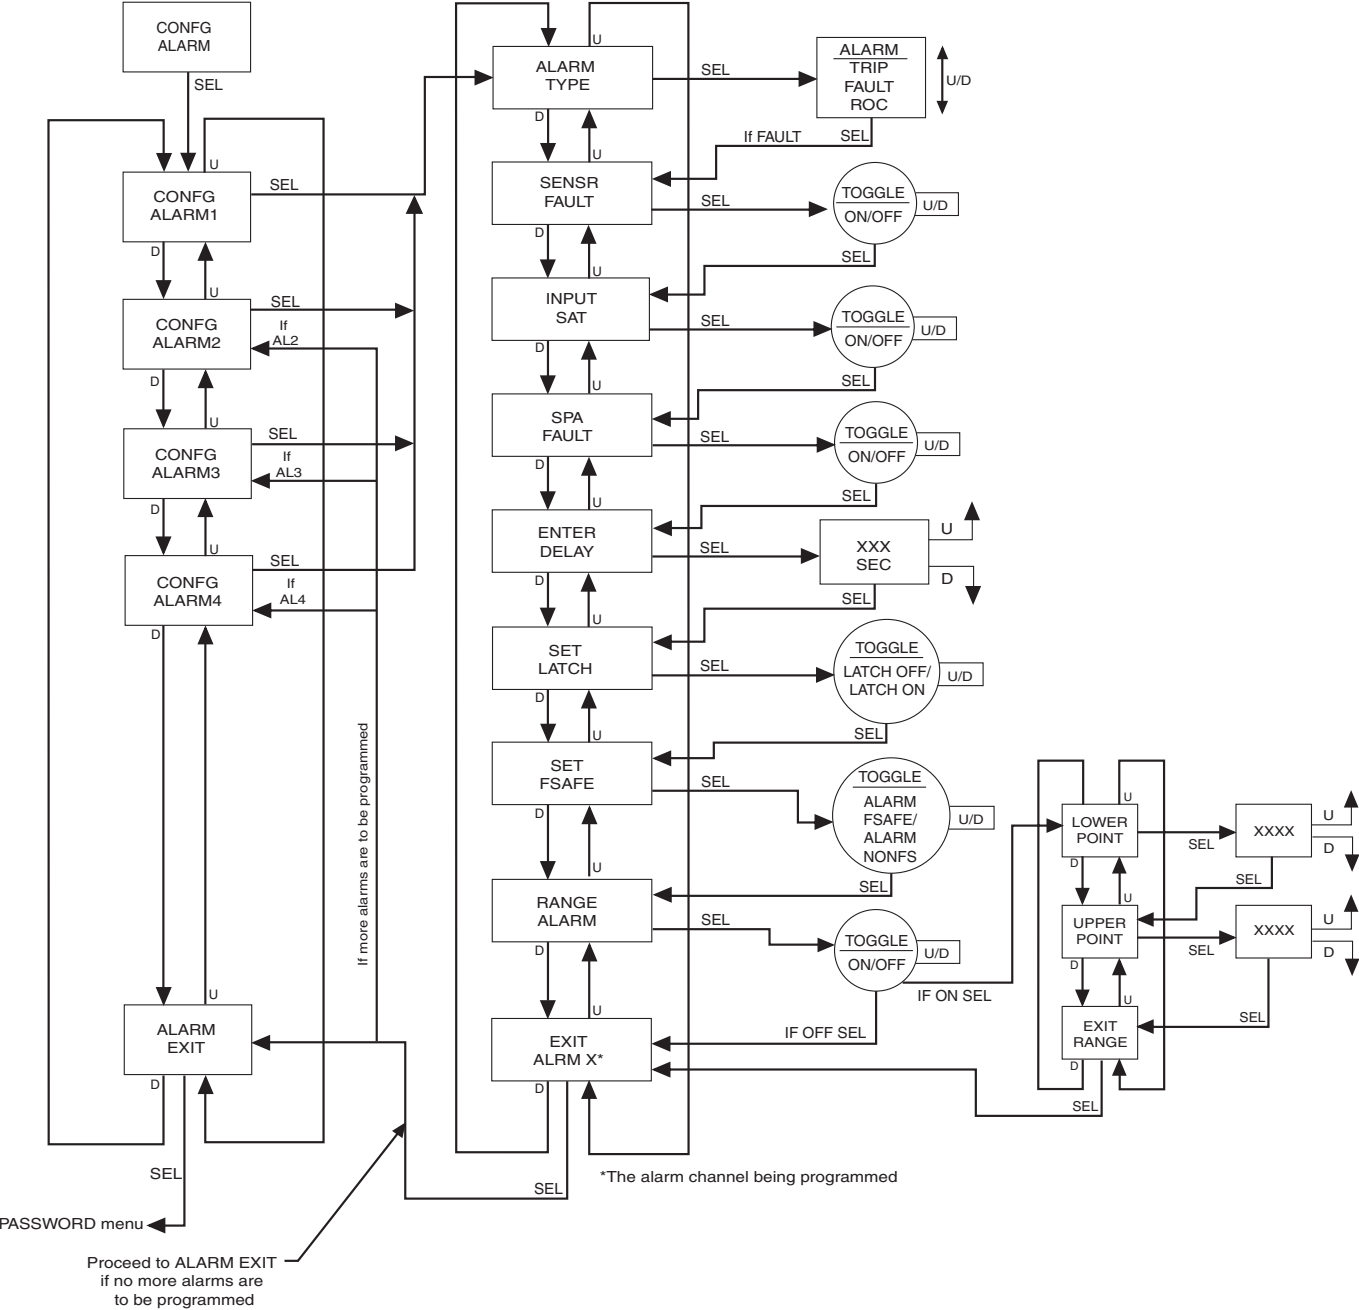 CONFG
ALARM
SEL
U
CONFG
ALARM1
SEL
D
U
CONFG
ALARM2
SEL
If
AL2
D
U
CONFG
ALARM3
SEL
If
AL3
D
U
CONFG
ALARM4
SEL
If
AL4
D
If more alarms are to be programmed
U
ALARM
EXIT
D
SEL
PASSWORD menu
Proceed to ALARM EXIT
if no more alarms are
to be programmed
U
ALARM
TYPE
SEL
ALARM
TRIP
FAULT
ROC
U/D
D
U
If FAULT
SEL
SENSR
FAULT
SEL
TOGGLE
ON/OFF
U/D
D
U
SEL
INPUT
SAT
SEL
TOGGLE
ON/OFF
U/D
D
U
SEL
SPA
FAULT
SEL
TOGGLE
ON/OFF
U/D
D
U
SEL
ENTER
DELAY
SEL
XXX
SEC
U
D
D
U
SEL
SET
LATCH
SEL
TOGGLE
LATCH OFF/
LATCH ON
U/D
D
U
SEL
SET
FSAFE
SEL
TOGGLE
ALARM
FSAFE/
ALARM
NONFS
U/D
D
U
SEL
RANGE
ALARM
SEL
TOGGLE
ON/OFF
U/D
IF ON SEL
D
U
IF OFF SEL
EXIT
ALRM X*
D
SEL
*The alarm channel being programmed
U
LOWER
POINT
SEL
XXXX
U
D
D
U
SEL
UPPER
POINT
SEL
XXXX
U
D
D
U
SEL
EXIT
RANGE
D
SEL